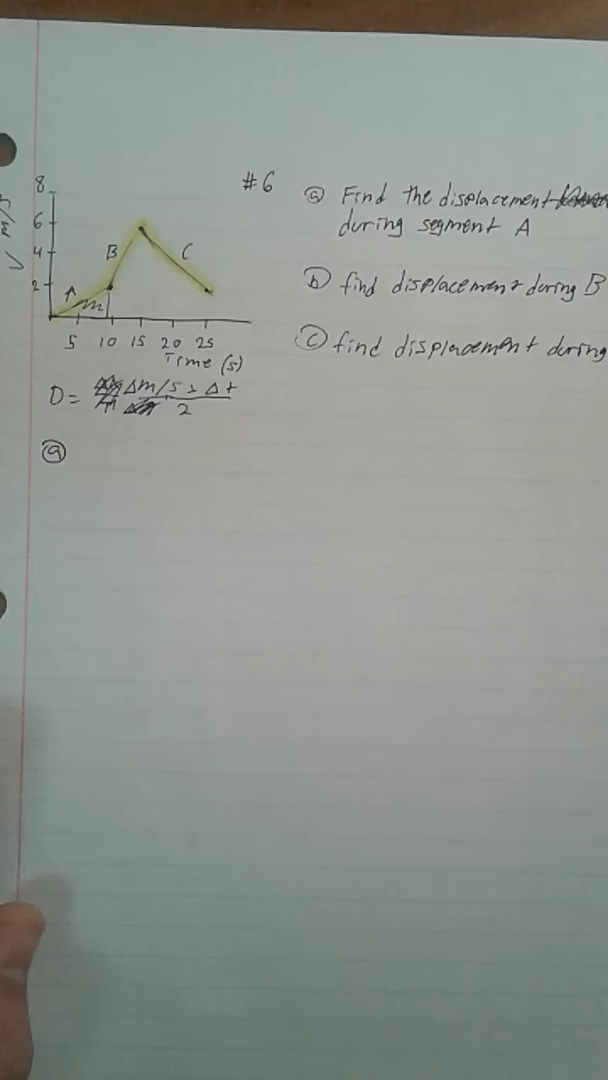 #6
ⓐ Find the displacement
during segment A
ⓑ find displacement during B
ⓒ find displacement during
8
6
4
2
V m/s
A
B
C
m
5 10 15 20 25
Time (s)
D = Δm/s × Δt
2
ⓐ